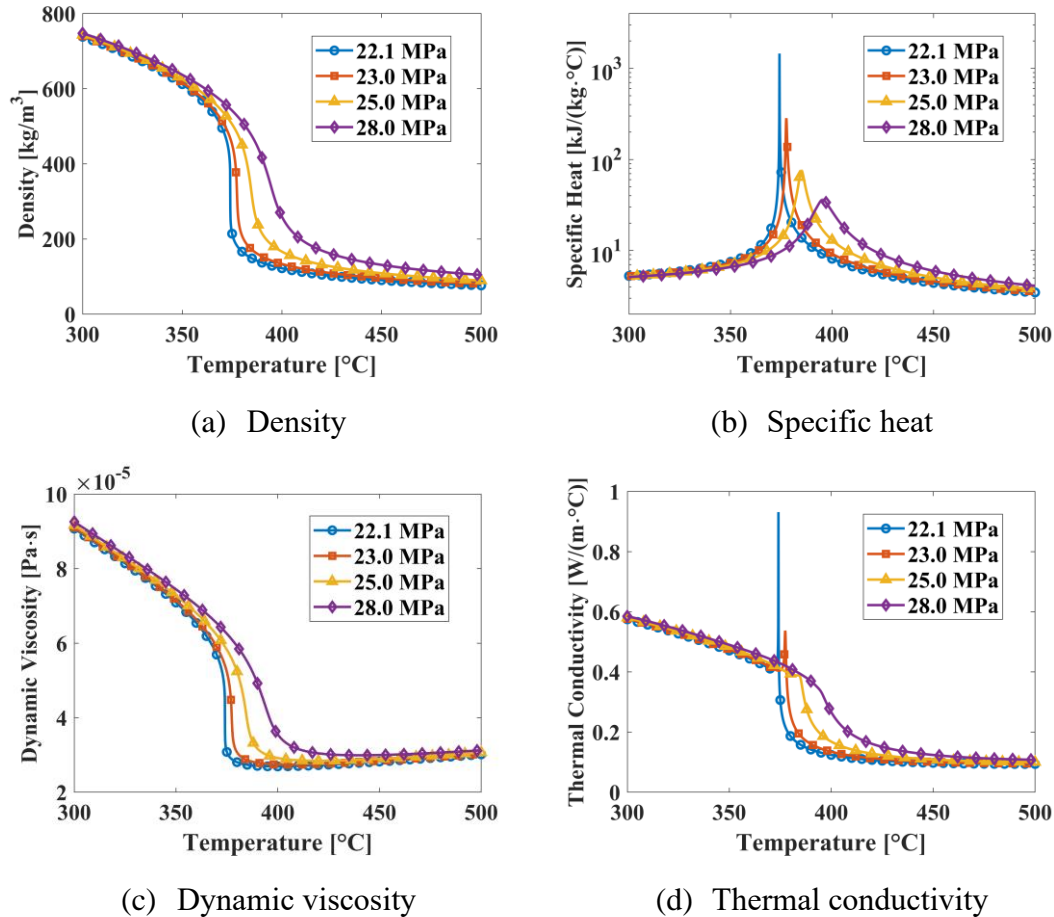 800
600
400
200
0
Density [kg/m³]
22.1 MPa
23.0 MPa
25.0 MPa
28.0 MPa
300 350 400 450 500
Temperature [°C]
(a) Density
10³
10²
10¹
Specific Heat [kJ/(kg·°C)]
22.1 MPa
23.0 MPa
25.0 MPa
28.0 MPa
300 350 400 450 500
Temperature [°C]
(b) Specific heat
×10⁻⁵
10
8
6
4
2
Dynamic Viscosity [Pa·s]
22.1 MPa
23.0 MPa
25.0 MPa
28.0 MPa
300 350 400 450 500
Temperature [°C]
(c) Dynamic viscosity
1
0.8
0.6
0.4
0.2
0
Thermal Conductivity [W/(m·°C)]
22.1 MPa
23.0 MPa
25.0 MPa
28.0 MPa
300 350 400 450 500
Temperature [°C]
(d) Thermal conductivity